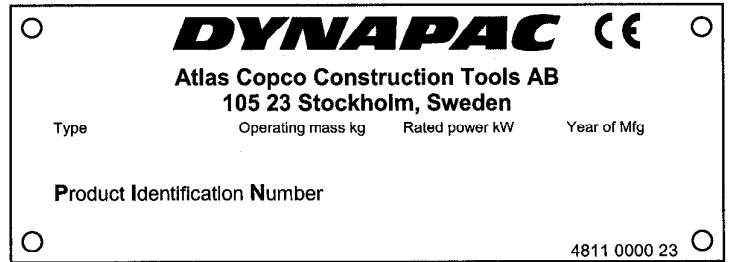 DYNAPAC CE
Atlas Copco Construction Tools AB
105 23 Stockholm, Sweden
Type Operating mass kg Rated power kW Year of Mfg
Product Identification Number
4811 0000 23